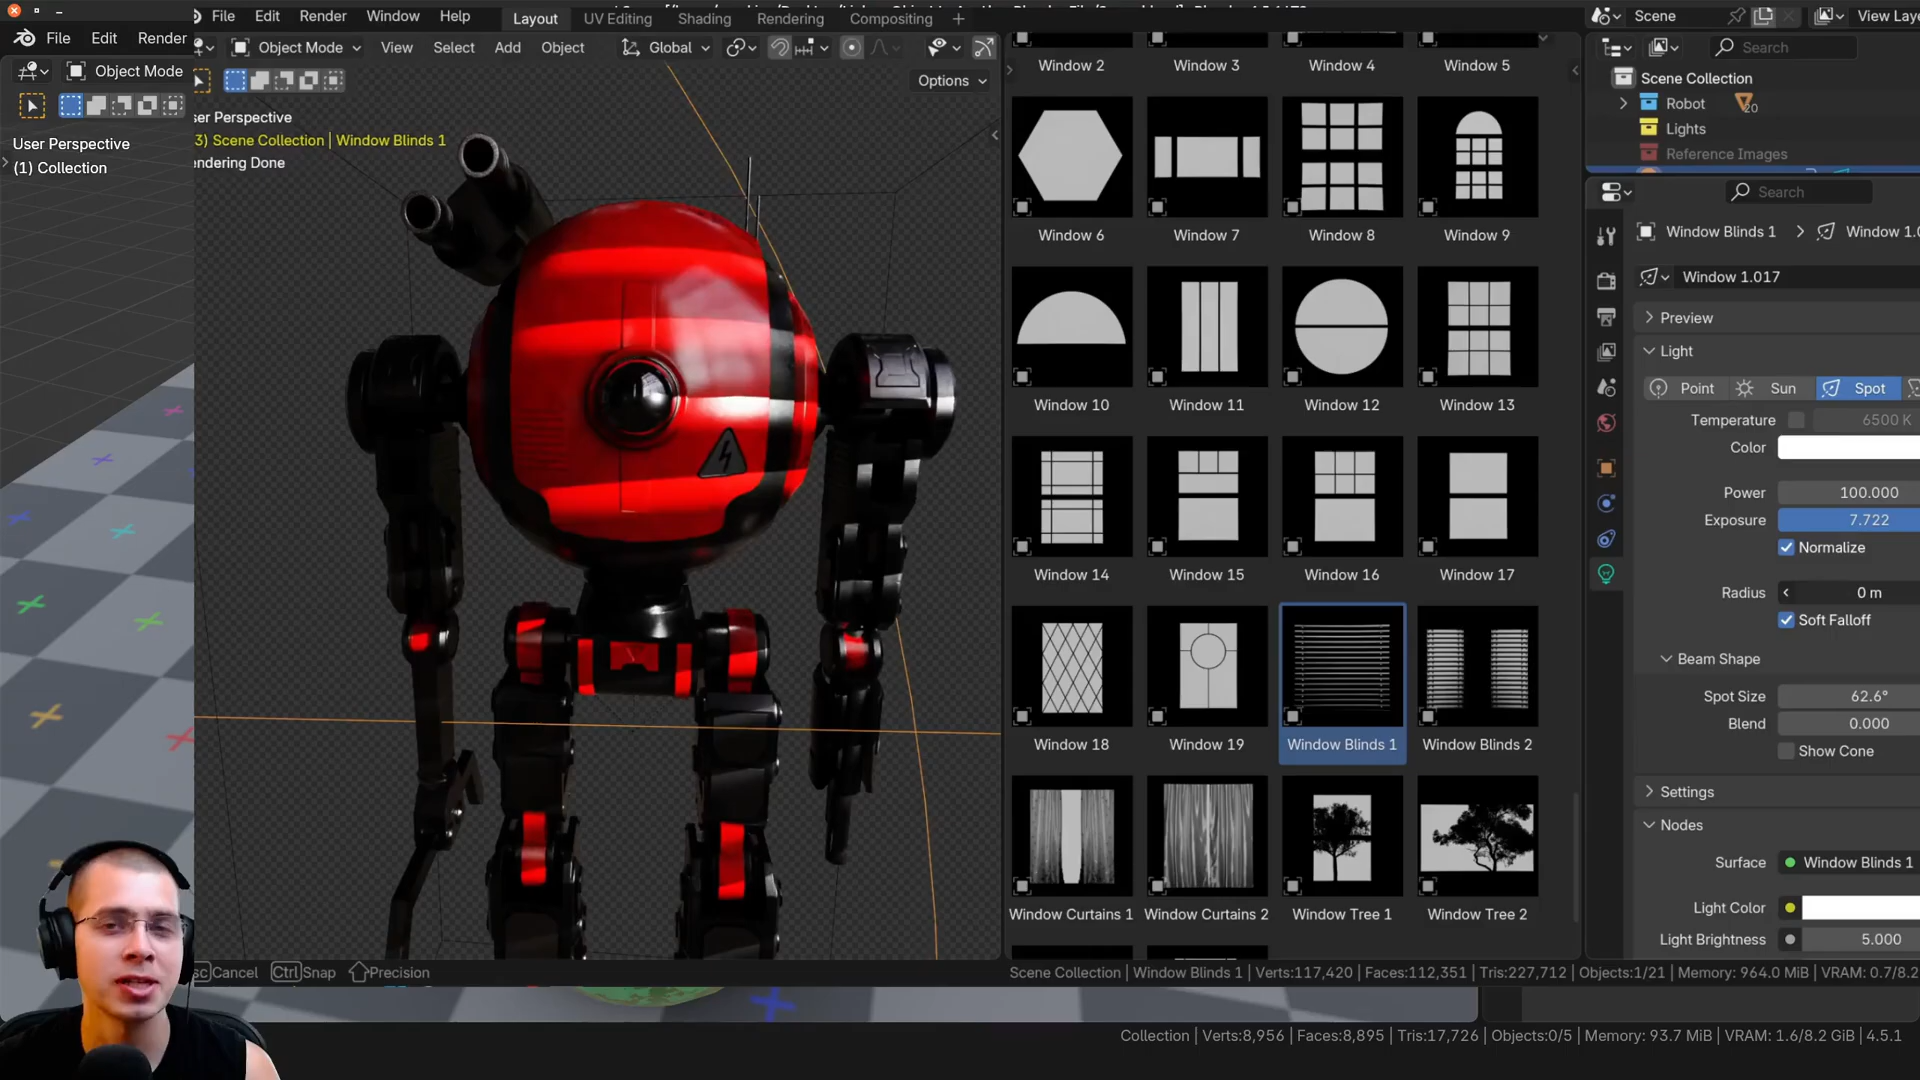 File Edit Render Window Help
Layout UV Editing Shading Rendering Compositing +
Scene
View Lay
File Edit Render
Object Mode
View Select Add Object
Global
Search
Object Mode
Options
Scene Collection
Robot
20
Lights
Reference Images
User Perspective
(1) Collection
ser Perspective
3) Scene Collection | Window Blinds 1
endering Done
Window 2
Window 3
Window 4
Window 5
Window 6
Window 7
Window 8
Window 9
Window 10
Window 11
Window 12
Window 13
Window 14
Window 15
Window 16
Window 17
Window 18
Window 19
Window Blinds 1
Window Blinds 2
Window Curtains 1
Window Curtains 2
Window Tree 1
Window Tree 2
Search
Window Blinds 1 > Window 1.0
Window 1.017
Preview
Light
Point Sun Spot
Temperature 6500 K
Color
Power 100.000
Exposure 7.722
Normalize
Radius 0 m
Soft Falloff
Beam Shape
Spot Size 62.6°
Blend 0.000
Show Cone
Settings
Nodes
Surface Window Blinds 1
Light Color
Light Brightness 5.000
sc Cancel Ctrl Snap Precision
Scene Collection | Window Blinds 1 | Verts:117,420 | Faces:112,351 | Tris:227,712 | Objects:1/21 | Memory: 964.0 MiB | VRAM: 0.7/8.2
Collection | Verts:8,956 | Faces:8,895 | Tris:17,726 | Objects:0/5 | Memory: 93.7 MiB | VRAM: 1.6/8.2 GiB | 4.5.1